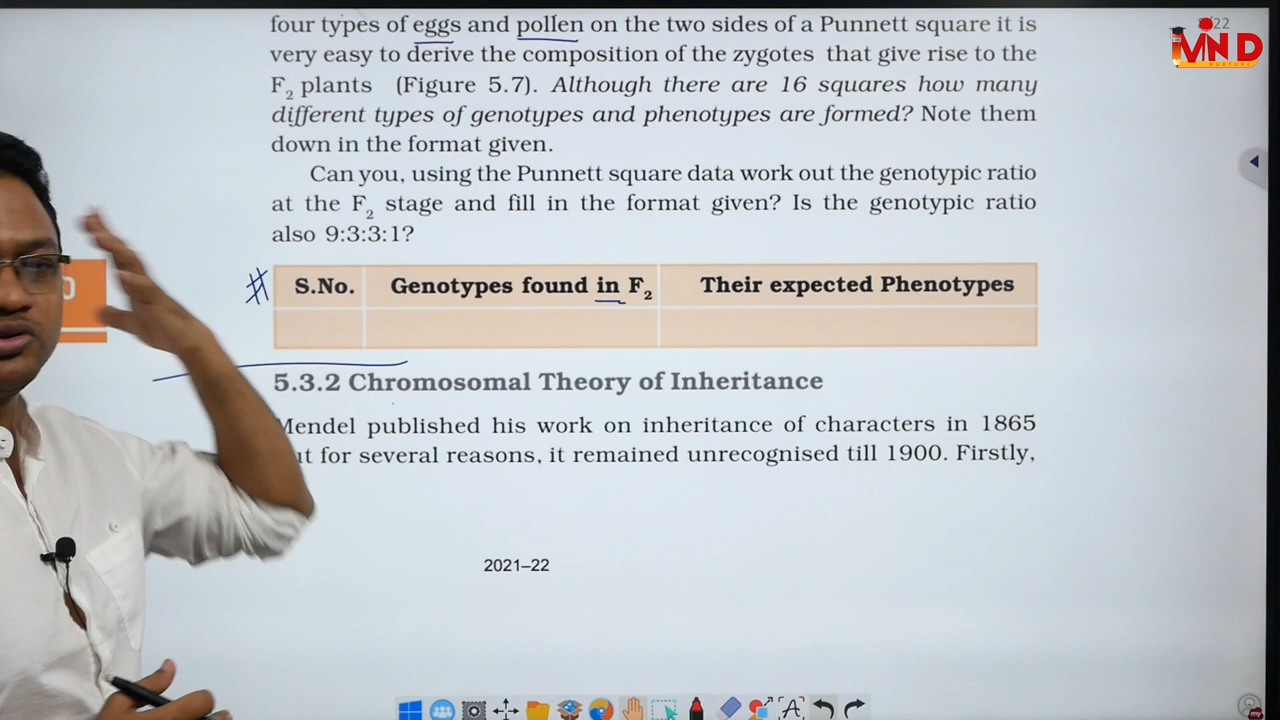 four types of eggs and pollen on the two sides of a Punnett square it is
very easy to derive the composition of the zygotes that give rise to the
F2 plants (Figure 5.7). Although there are 16 squares how many
different types of genotypes and phenotypes are formed? Note them
down in the format given.
Can you, using the Punnett square data work out the genotypic ratio
at the F2 stage and fill in the format given? Is the genotypic ratio
also 9:3:3:1?
# S.No. Genotypes found in F2 Their expected Phenotypes
5.3.2 Chromosomal Theory of Inheritance
Mendel published his work on inheritance of characters in 1865
ut for several reasons, it remained unrecognised till 1900. Firstly,
2021–22
MIND
NURTURE